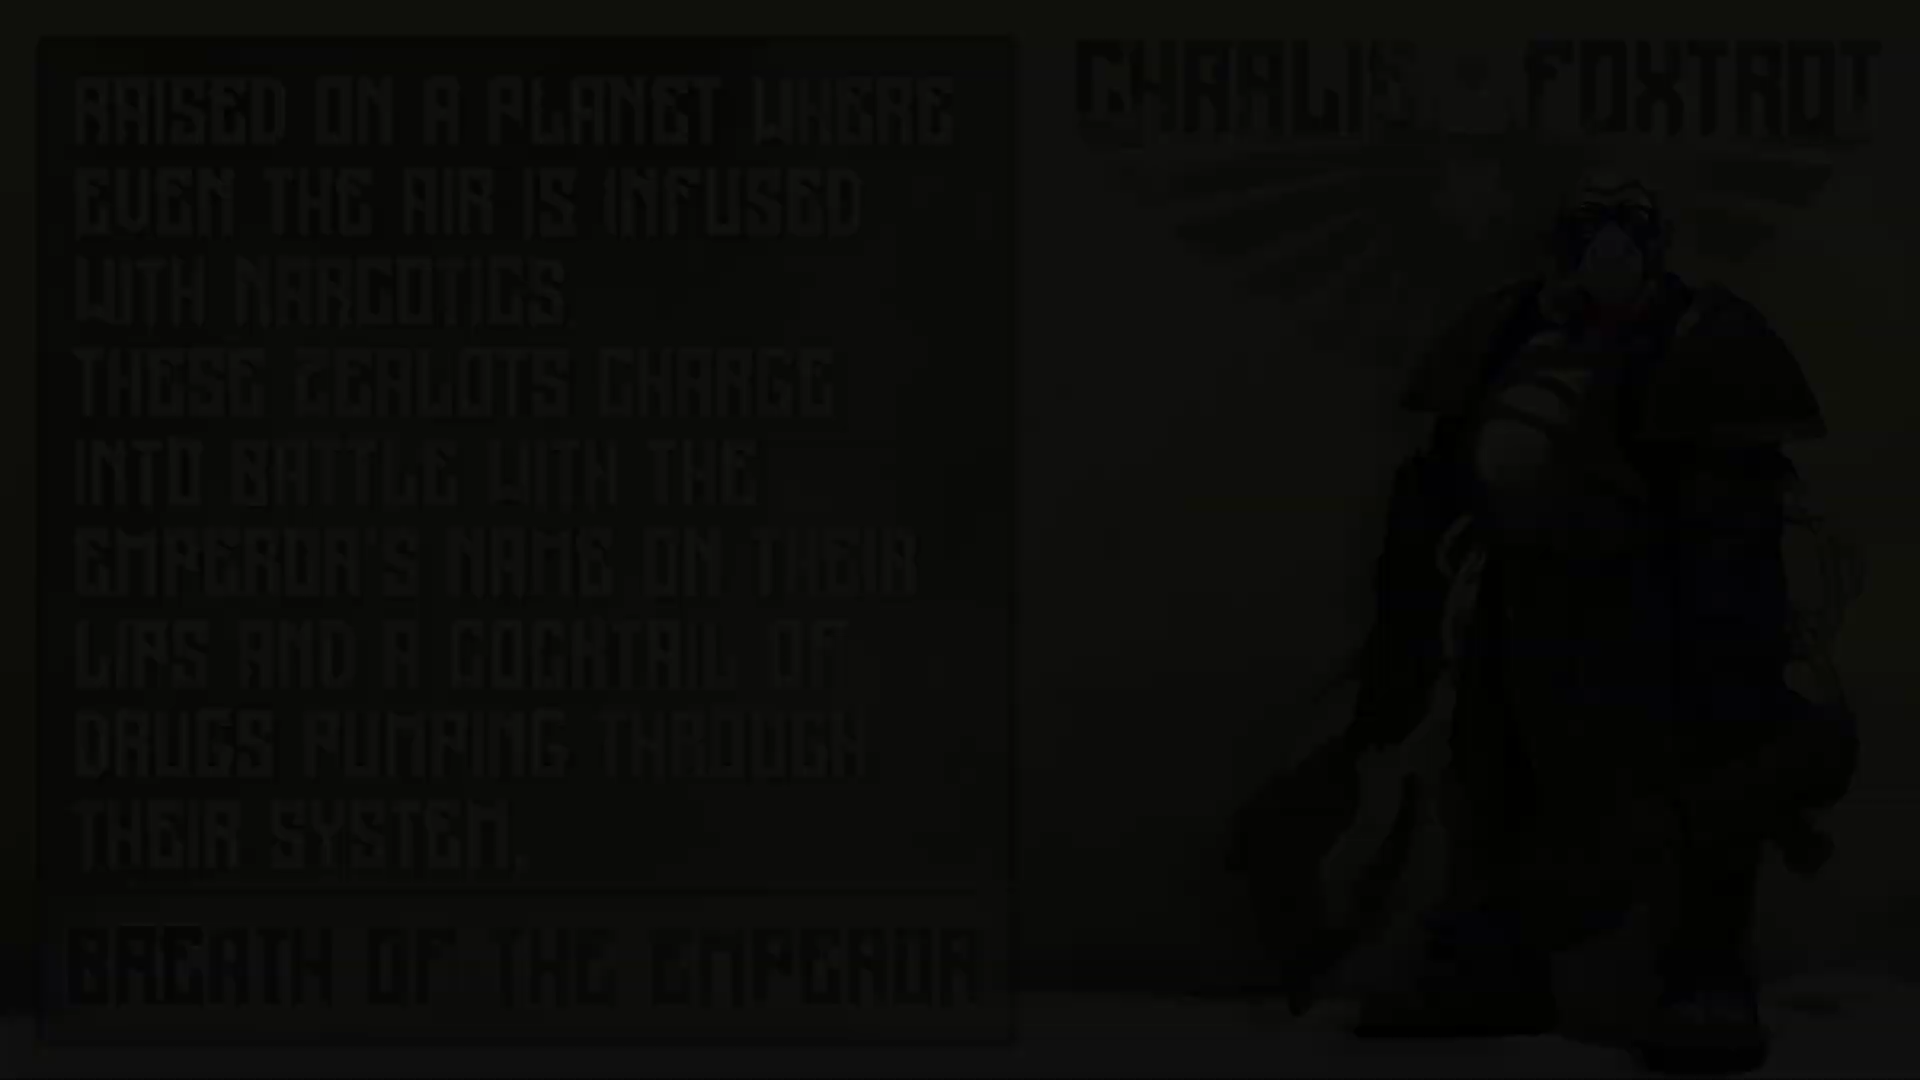 RAISED ON A PLANET WHERE
EVEN THE AIR IS INFUSED
WITH NARCOTICS.
THESE ZEALOTS CHARGE
INTO BATTLE WITH THE
EMPEROR'S NAME ON THEIR
LIPS AND A COCKTAIL OF
DRUGS PUMPING THROUGH
THEIR SYSTEM.
BREATH OF THE EMPEROR
CHARLIE FOXTROT